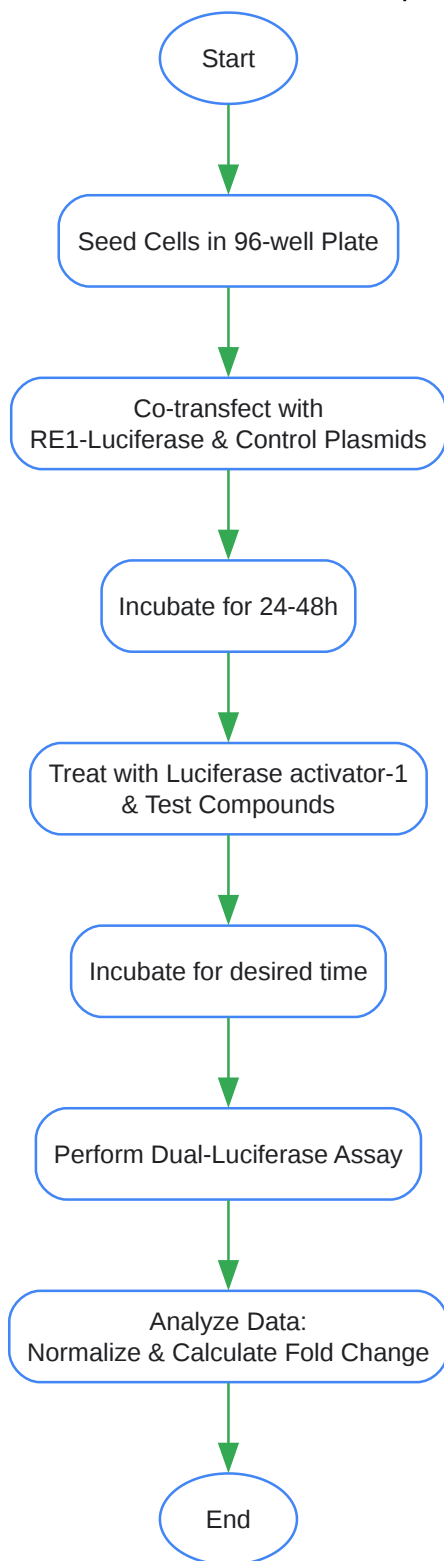 Start
Seed Cells in 96-well Plate
Co-transfect with
RE1-Luciferase & Control Plasmids
Incubate for 24-48h
Treat with Luciferase activator-1
& Test Compounds
Incubate for desired time
Perform Dual-Luciferase Assay
Analyze Data:
Normalize & Calculate Fold Change
End